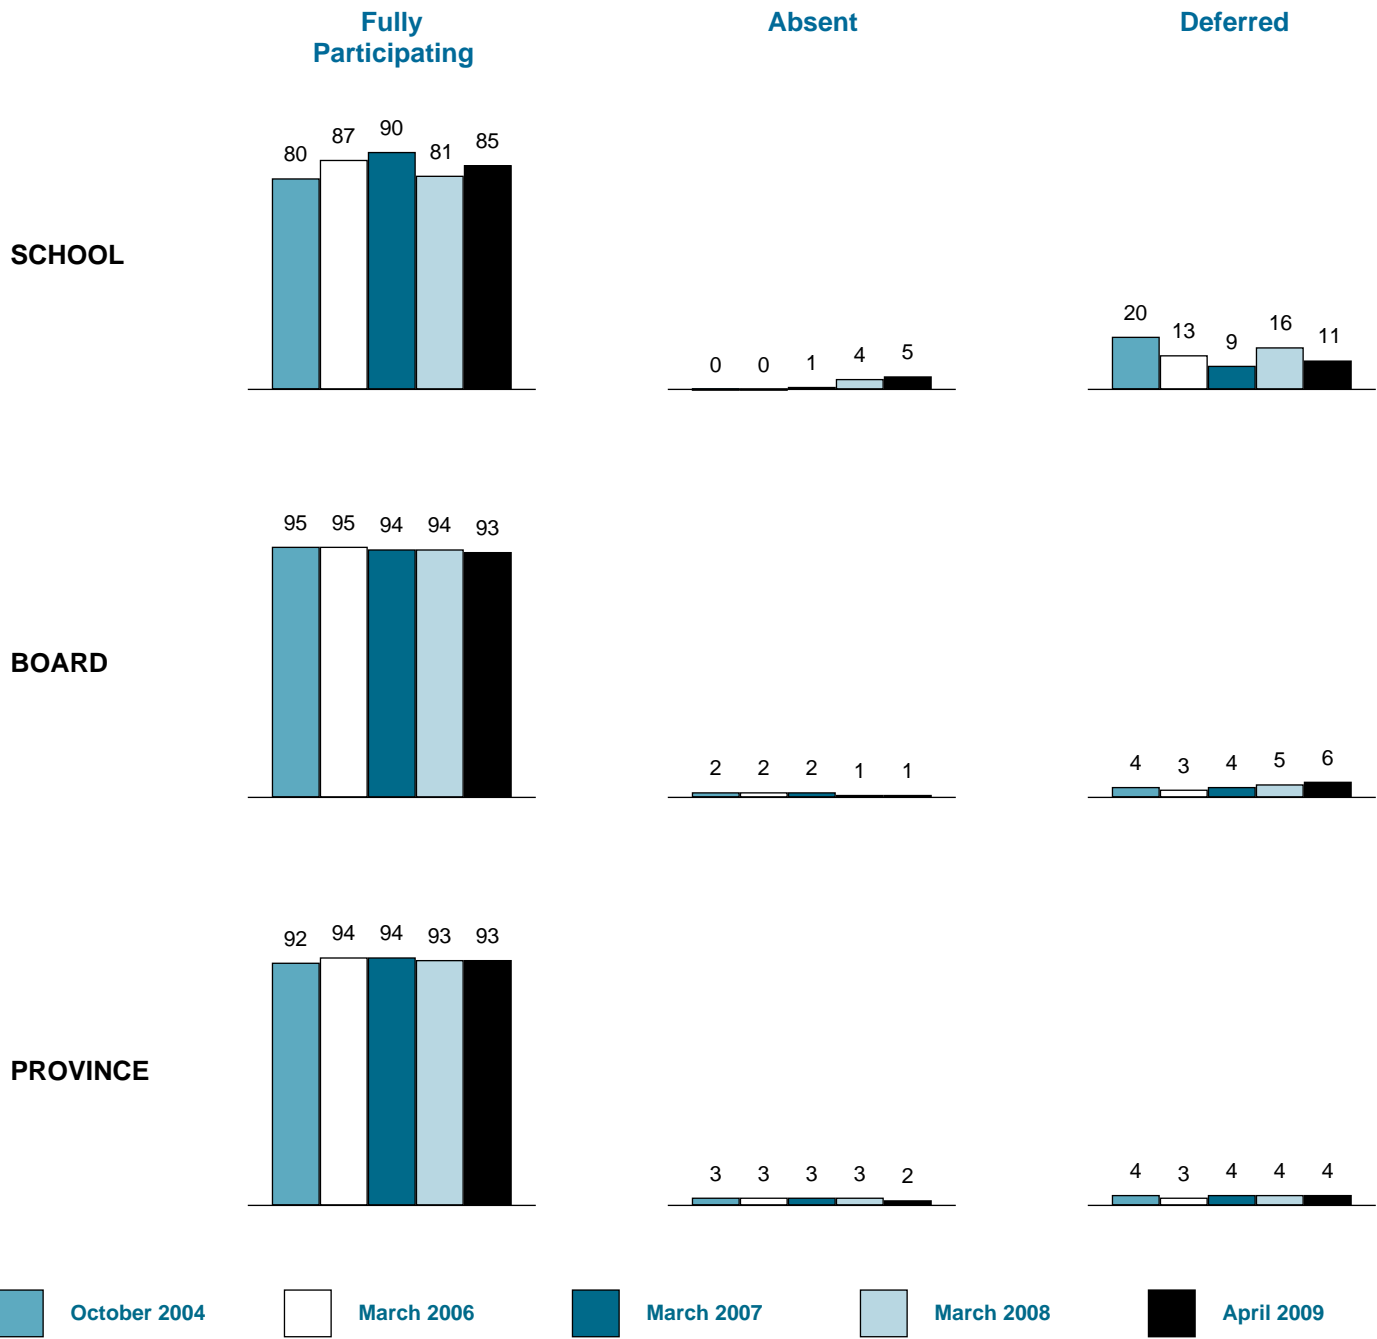 Fully
Participating
Absent
Deferred
SCHOOL
80 87 90 81 85
0 0 1 4 5
20 13 9 16 11
BOARD
95 95 94 94 93
2 2 2 1 1
4 3 4 5 6
PROVINCE
92 94 94 93 93
3 3 3 3 2
4 3 4 4 4
October 2004
March 2006
March 2007
March 2008
April 2009